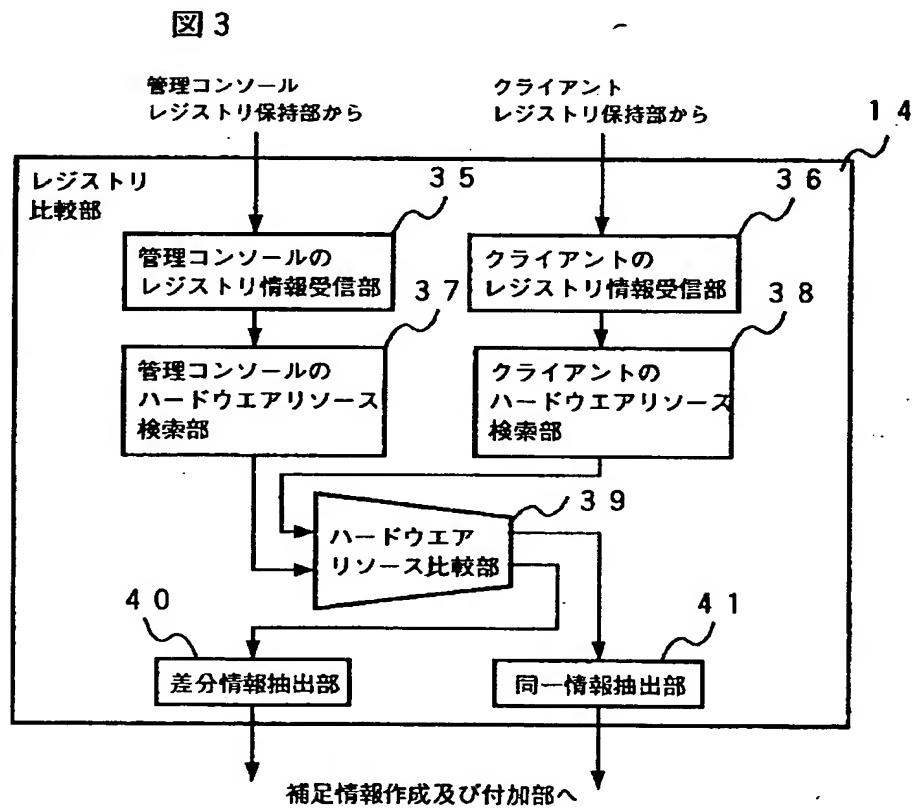 図3
管理コンソール
レジストリ保持部から
クライアント
レジストリ保持部から
14
レジストリ
比較部
35
管理コンソールの
レジストリ情報受信部
36
クライアントの
レジストリ情報受信部
37
管理コンソールの
ハードウエアリソース
検索部
38
クライアントの
ハードウエアリソース
検索部
39
ハードウエア
リソース比較部
40
差分情報抽出部
41
同一情報抽出部
補足情報作成及び付加部へ